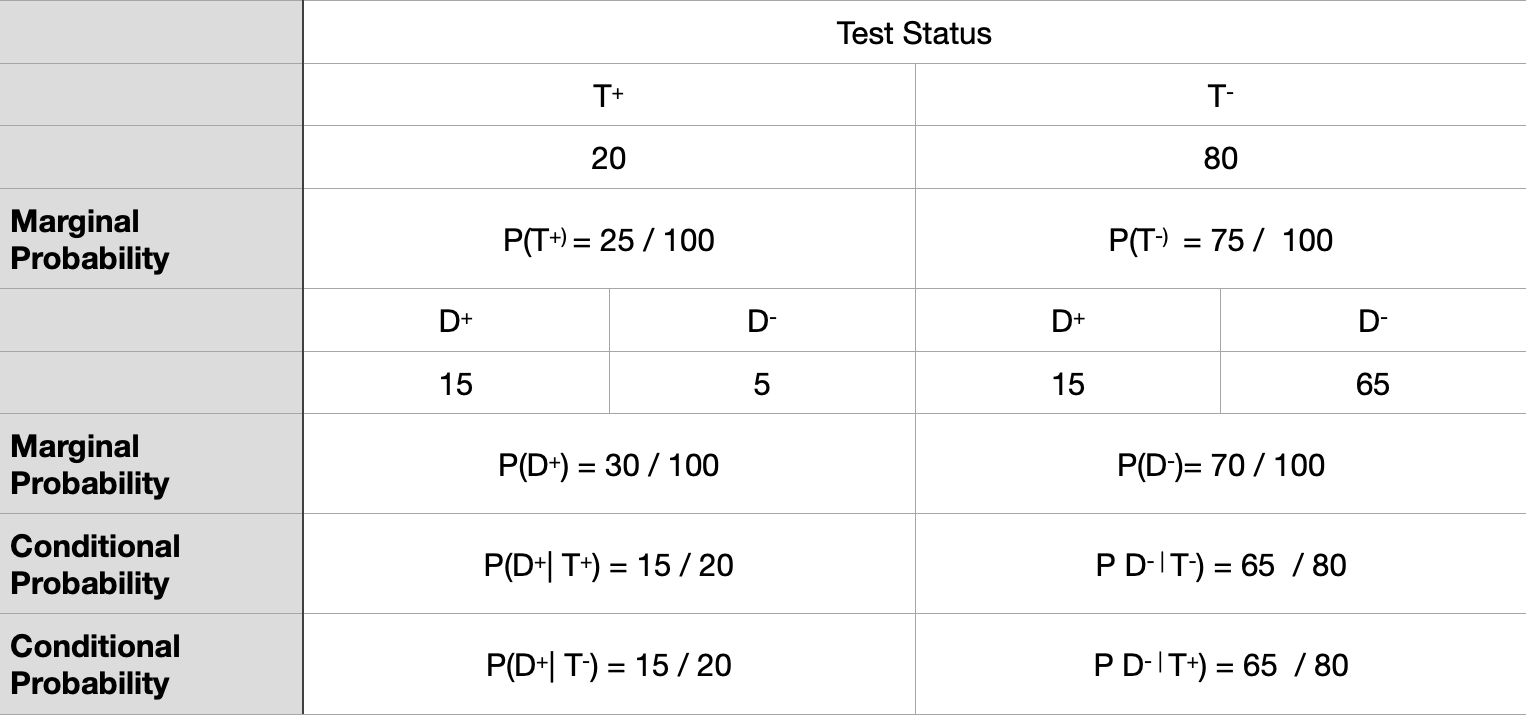 Test Status
T+ T-
20 80
Marginal
Probability
P(T+) = 25 / 100 P(T-) = 75 / 100
D+ D- D+ D-
15 5 15 65
Marginal
Probability
P(D+) = 30 / 100 P(D-)= 70 / 100
Conditional
Probability
P(D+| T+) = 15 / 20 P D- | T-) = 65 / 80
Conditional
Probability
P(D+| T-) = 15 / 20 P D- | T+) = 65 / 80